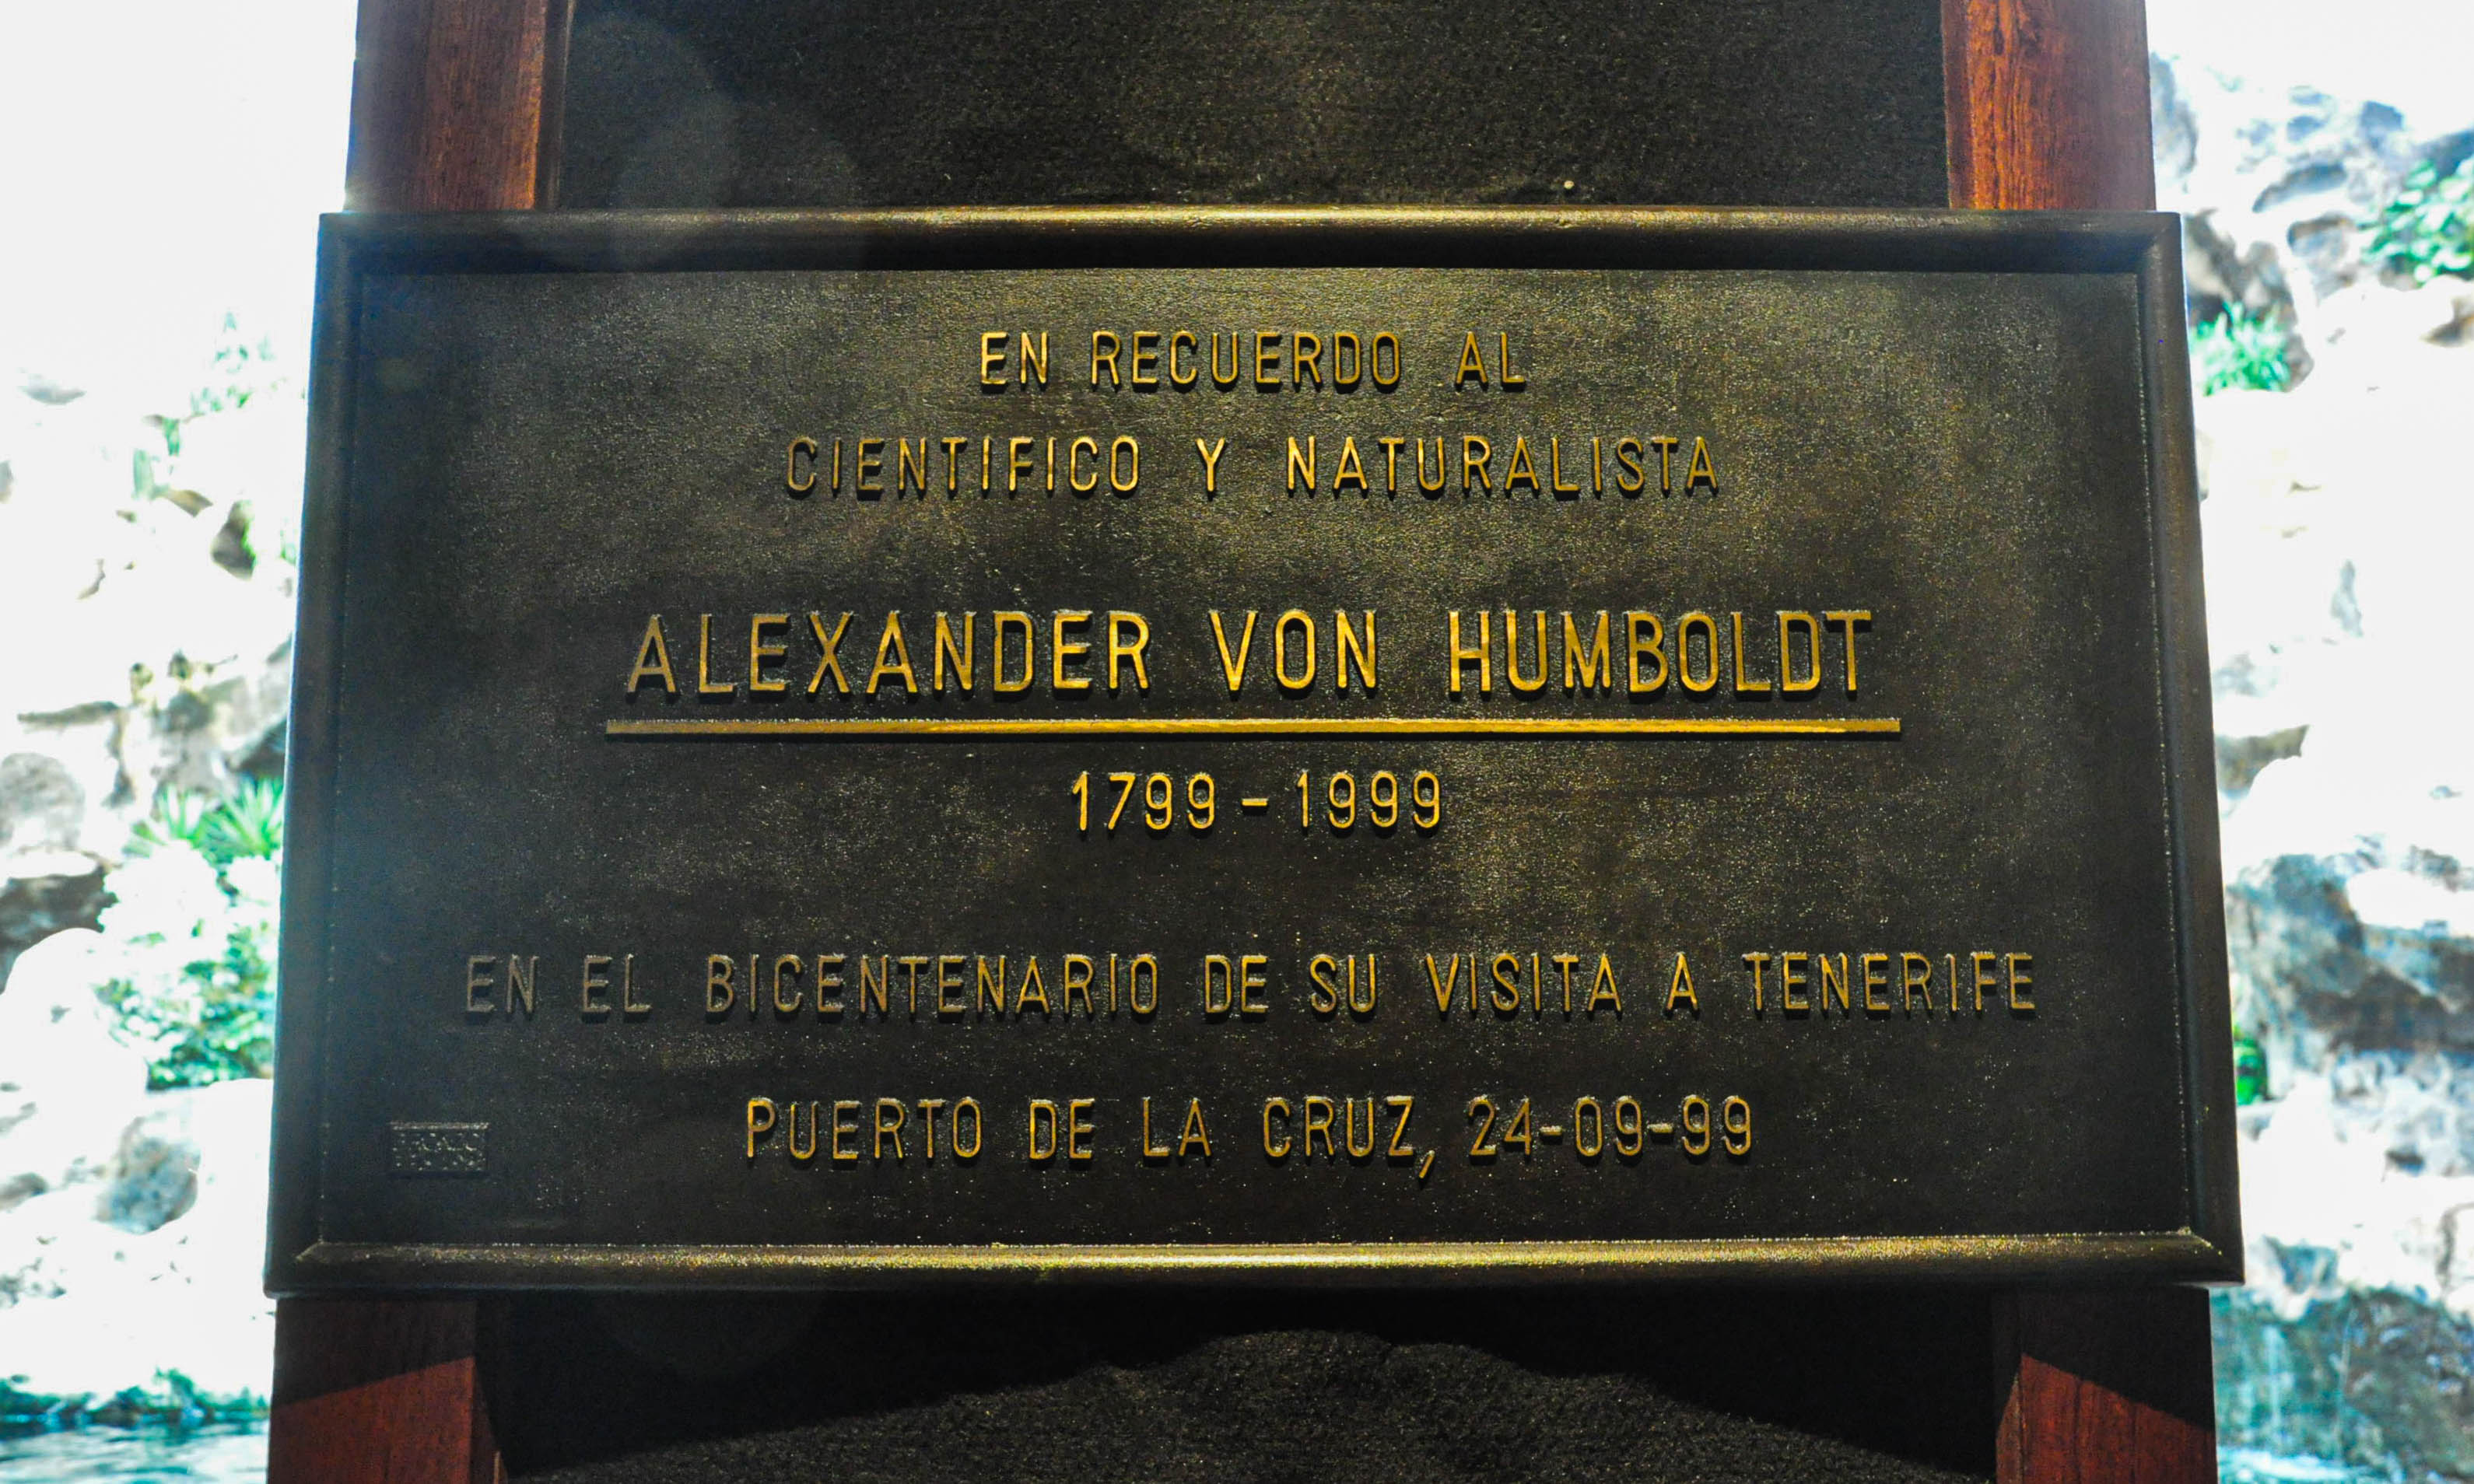 EN RECUERDO AL
CIENTIFICO Y NATURALISTA
ALEXANDER VON HUMBOLDT
1799-1999
EN EL BICENTENARIO DE SU VISITA A TENERIFE
PUERTO DE LA CRUZ, 24-09-99